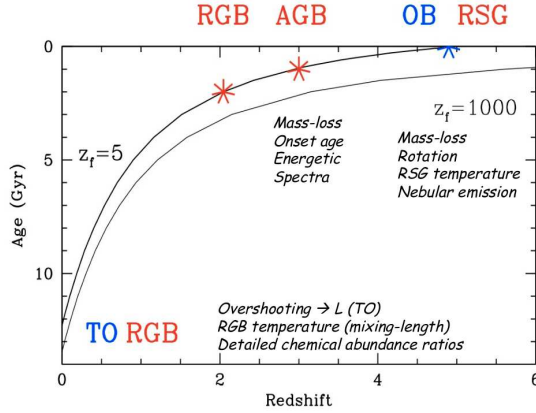 RGB AGB OB RSG
0
5
10
Age (Gyr)
z_f=5
z_f=1000
Mass-loss
Onset age
Energetic
Spectra
Mass-loss
Rotation
RSG temperature
Nebular emission
TO RGB
Overshooting → L (TO)
RGB temperature (mixing-length)
Detailed chemical abundance ratios
0 2 4 6
Redshift